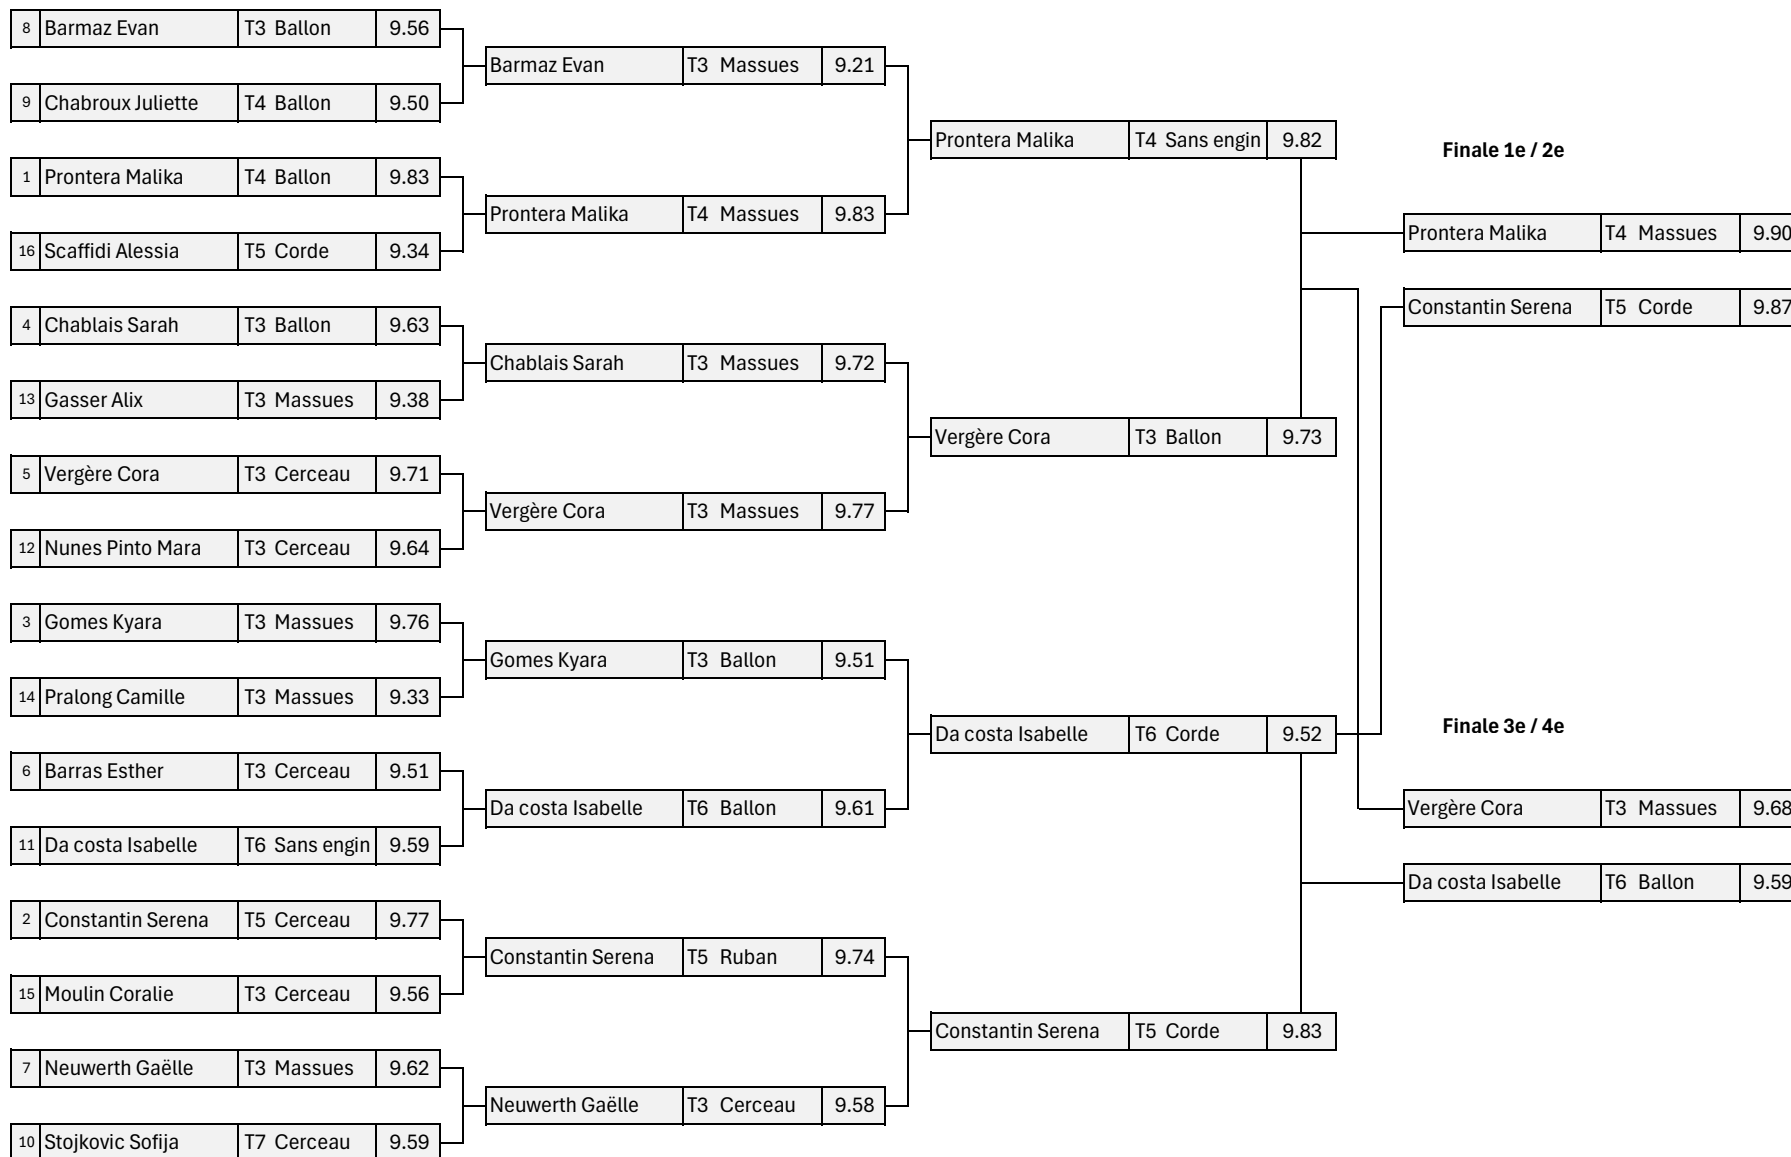 8 Barmaz Evan T3 Ballon 9.56
9 Chabroux Juliette T4 Ballon 9.50
1 Prontera Malika T4 Ballon 9.83
16 Scaffidi Alessia T5 Corde 9.34
4 Chablais Sarah T3 Ballon 9.63
13 Gasser Alix T3 Massues 9.38
5 Vergère Cora T3 Cerceau 9.71
12 Nunes Pinto Mara T3 Cerceau 9.64
3 Gomes Kyara T3 Massues 9.76
14 Pralong Camille T3 Massues 9.33
6 Barras Esther T3 Cerceau 9.51
11 Da costa Isabelle T6 Sans engin 9.59
2 Constantin Serena T5 Cerceau 9.77
15 Moulin Coralie T3 Cerceau 9.56
7 Neuwerth Gaëlle T3 Massues 9.62
10 Stojkovic Sofija T7 Cerceau 9.59
Barmaz Evan T3 Massues 9.21
Prontera Malika T4 Massues 9.83
Chablais Sarah T3 Massues 9.72
Vergère Cora T3 Massues 9.77
Gomes Kyara T3 Ballon 9.51
Da costa Isabelle T6 Ballon 9.61
Constantin Serena T5 Ruban 9.74
Neuwerth Gaëlle T3 Cerceau 9.58
Prontera Malika T4 Sans engin 9.82
Vergère Cora T3 Ballon 9.73
Da costa Isabelle T6 Corde 9.52
Constantin Serena T5 Corde 9.83
Finale 1e / 2e
Prontera Malika T4 Massues 9.90
Constantin Serena T5 Corde 9.87
Finale 3e / 4e
Vergère Cora T3 Massues 9.68
Da costa Isabelle T6 Ballon 9.59